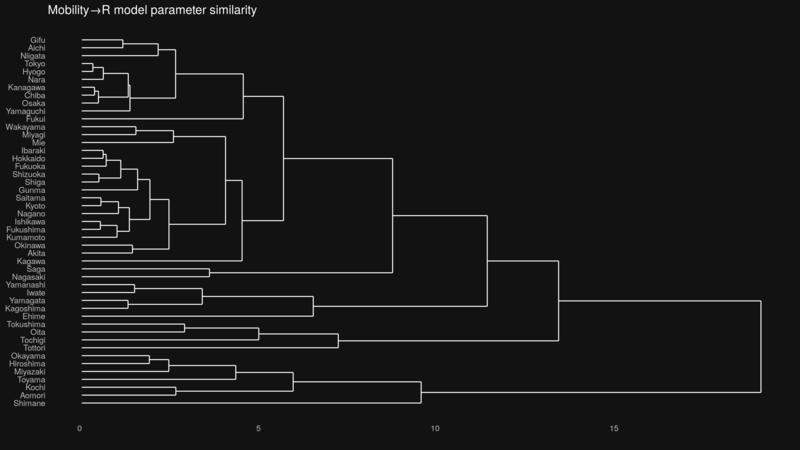 Mobility→R model parameter similarity
Gifu
Aichi
Niigata
Tokyo
Hyogo
Nara
Kanagawa
Chiba
Osaka
Yamaguchi
Fukui
Wakayama
Miyagi
Mie
Ibaraki
Hokkaido
Fukuoka
Shizuoka
Shiga
Gunma
Saitama
Kyoto
Nagano
Ishikawa
Fukushima
Kumamoto
Okinawa
Akita
Kagawa
Saga
Nagasaki
Yamanashi
Iwate
Yamagata
Kagoshima
Ehime
Tokushima
Oita
Tochigi
Tottori
Okayama
Hiroshima
Miyazaki
Toyama
Kochi
Aomori
Shimane
0 5 10 15